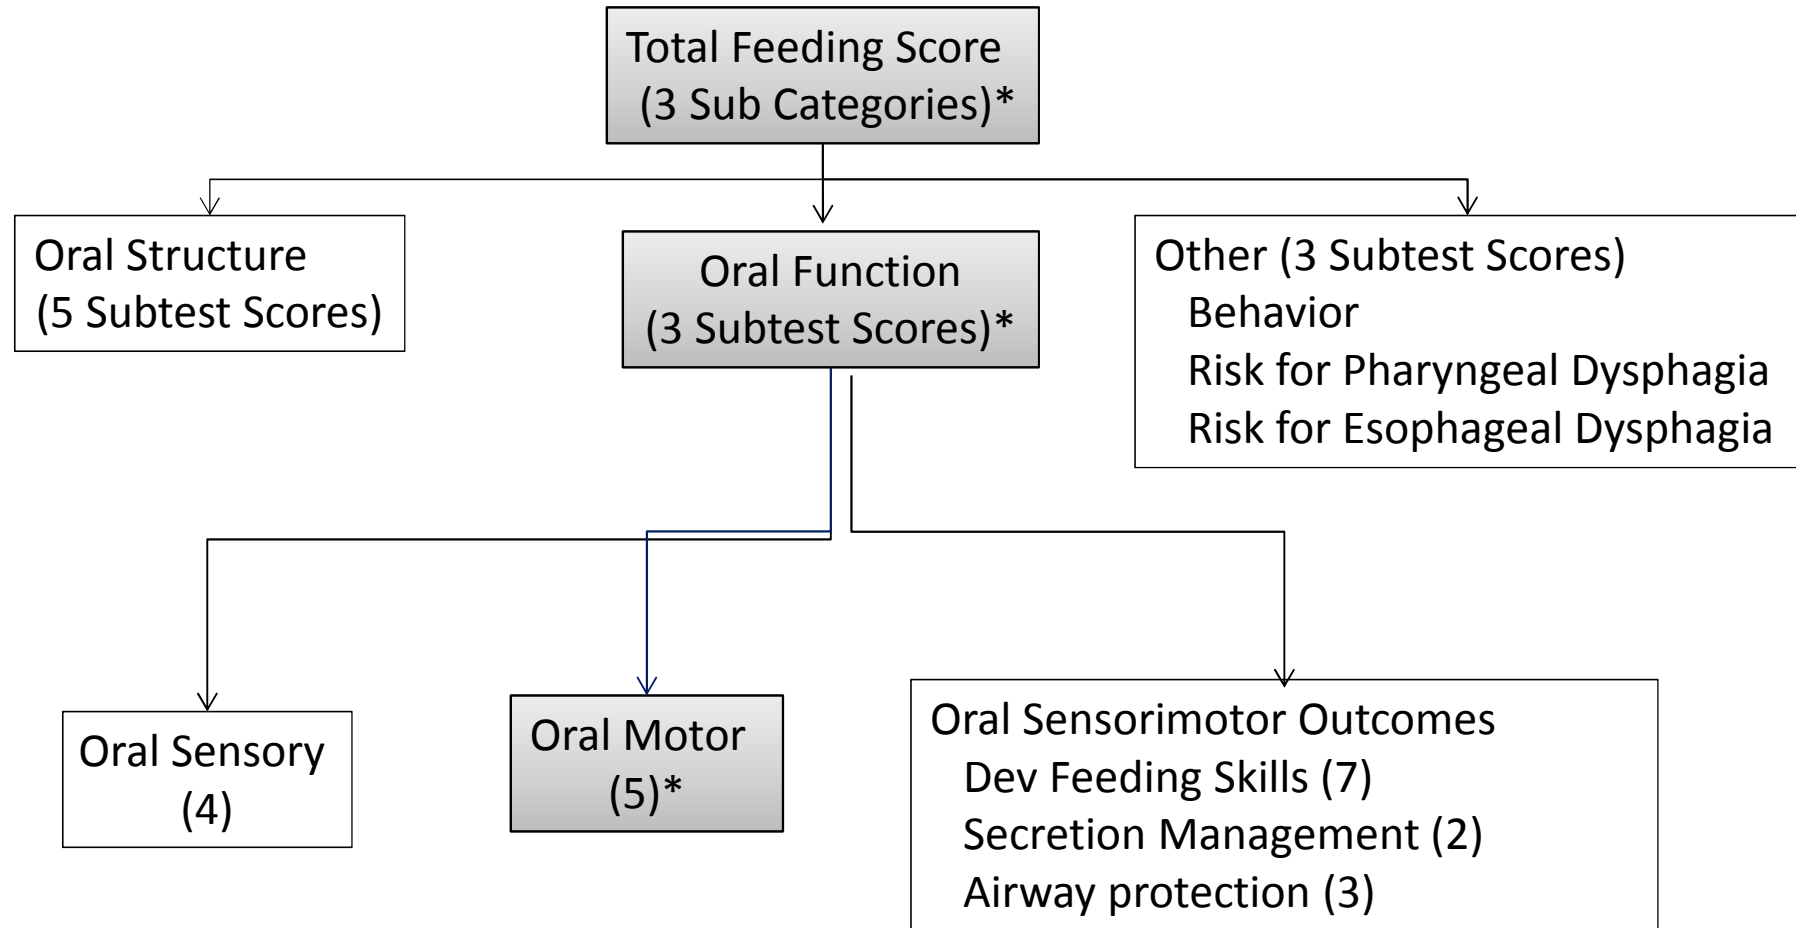 Total Feeding Score
(3 Sub Categories)*
Oral Structure
(5 Subtest Scores)
Oral Function
(3 Subtest Scores)*
Other (3 Subtest Scores)
Behavior
Risk for Pharyngeal Dysphagia
Risk for Esophageal Dysphagia
Oral Sensory
(4)
Oral Motor
(5)*
Oral Sensorimotor Outcomes
Dev Feeding Skills (7)
Secretion Management (2)
Airway protection (3)